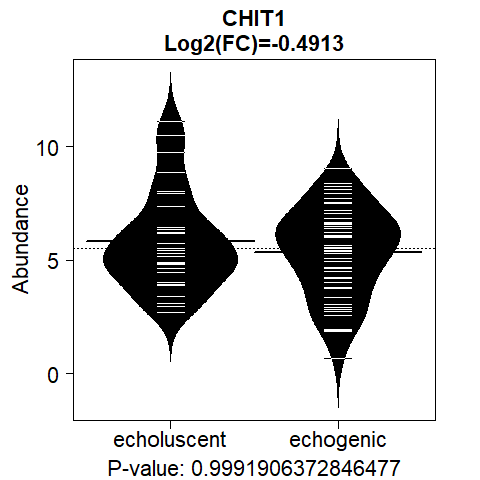 CHIT1
Log2(FC)=-0.4913
Abundance
10
5
0
echoluscent echogenic
P-value: 0.9991906372846477